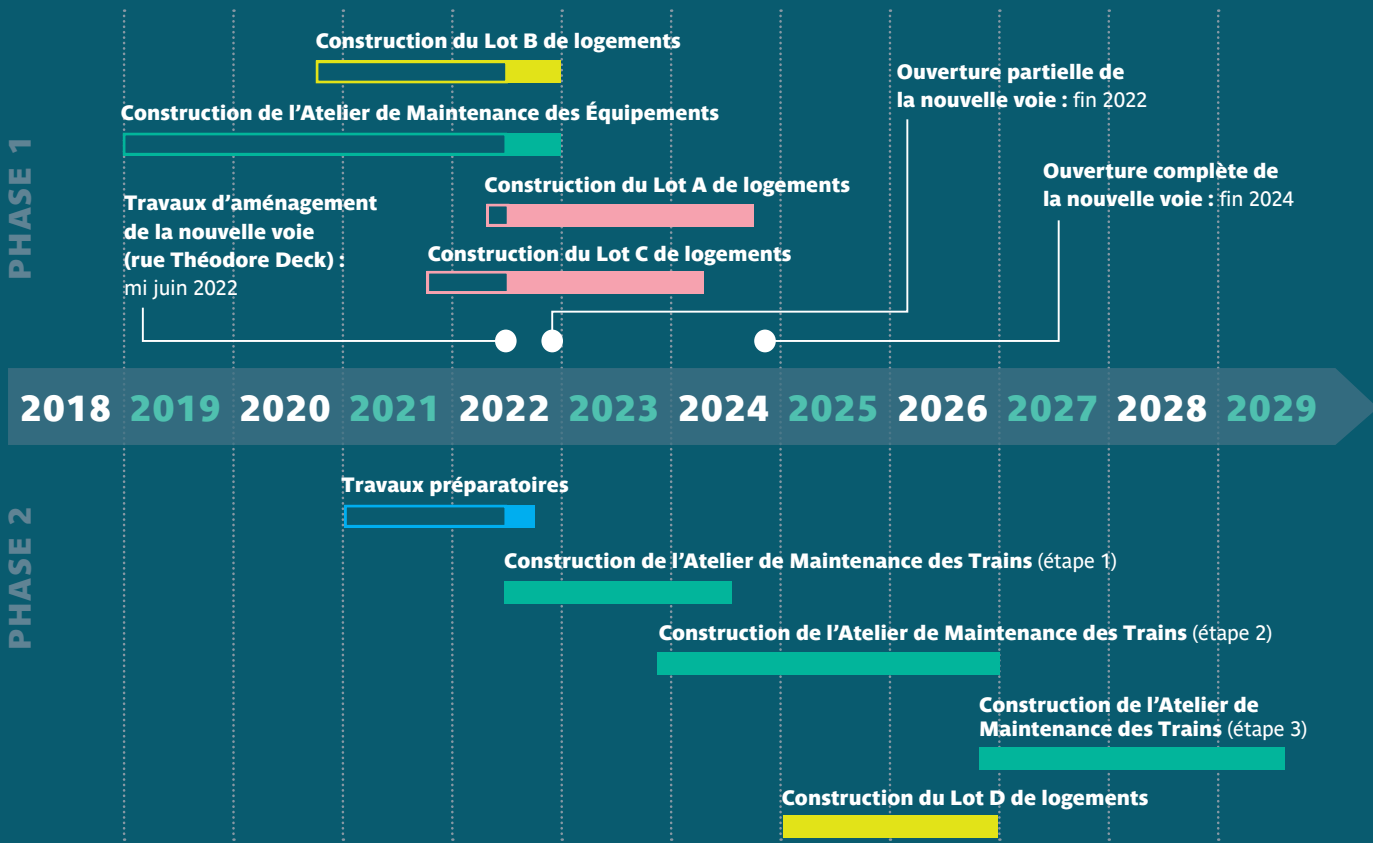 PHASE 1
Construction du Lot B de logements
Construction de l’Atelier de Maintenance des Équipements
Travaux d’aménagement
de la nouvelle voie
(rue Théodore Deck) :
mi juin 2022
Construction du Lot A de logements
Construction du Lot C de logements
Ouverture partielle de
la nouvelle voie : fin 2022
Ouverture complète de
la nouvelle voie : fin 2024
2018 2019 2020 2021 2022 2023 2024 2025 2026 2027 2028 2029
PHASE 2
Travaux préparatoires
Construction de l’Atelier de Maintenance des Trains (étape 1)
Construction de l’Atelier de Maintenance des Trains (étape 2)
Construction de l’Atelier de
Maintenance des Trains (étape 3)
Construction du Lot D de logements